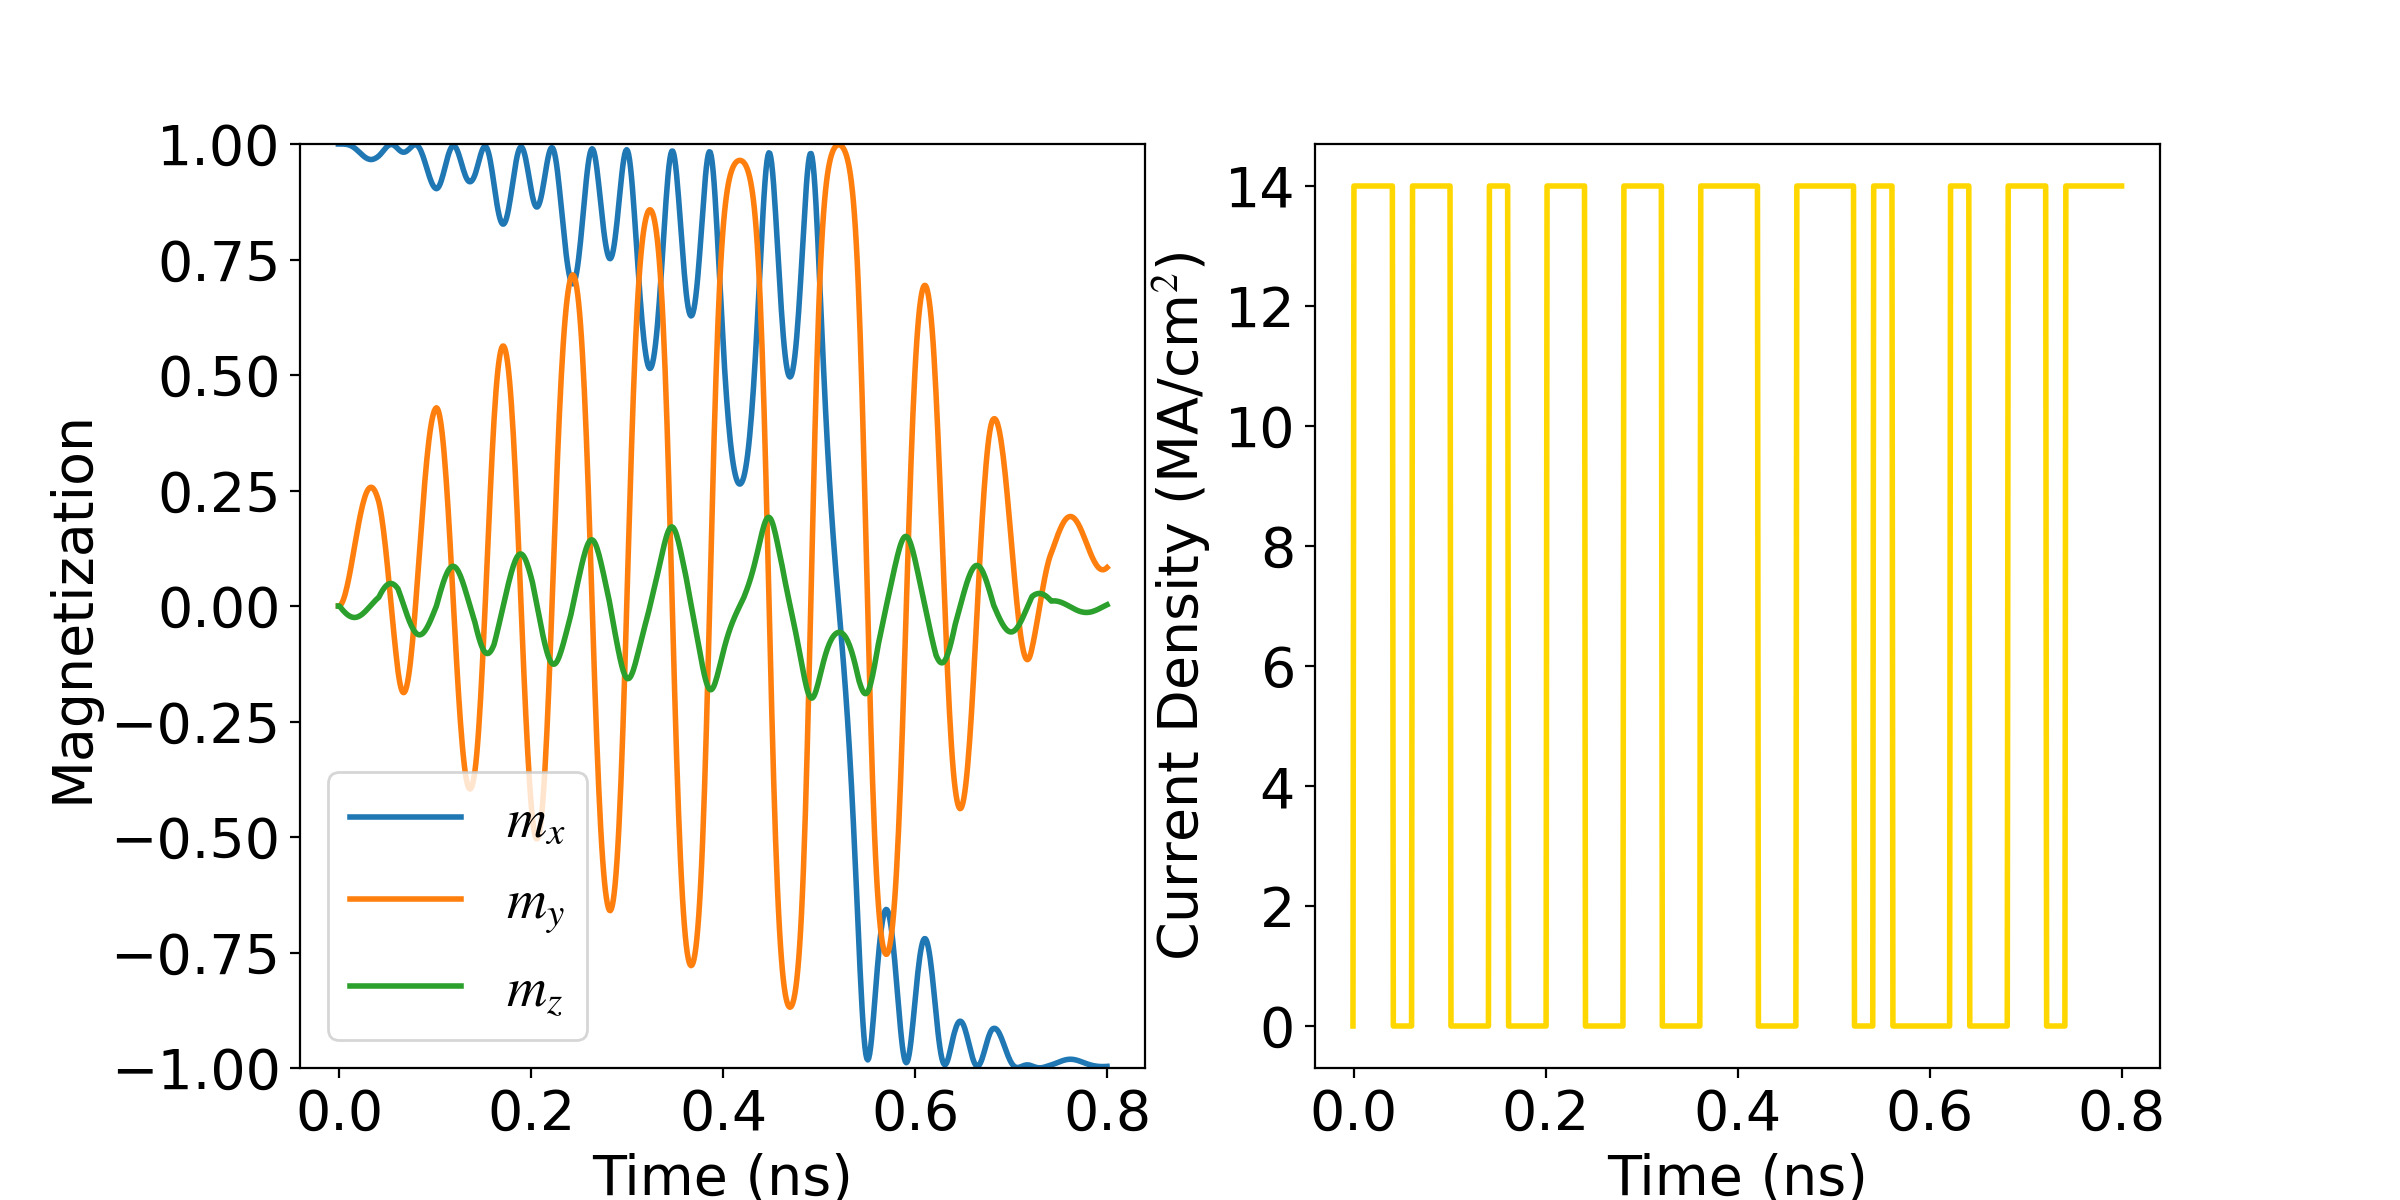 1.00
0.75
0.50
0.25
0.00
−0.25
−0.50
−0.75
−1.00
Magnetization
m_x
m_y
m_z
0.0 0.2 0.4 0.6 0.8
Time (ns)
14
12
10
8
6
4
2
0
Current Density (MA/cm²)
0.0 0.2 0.4 0.6 0.8
Time (ns)